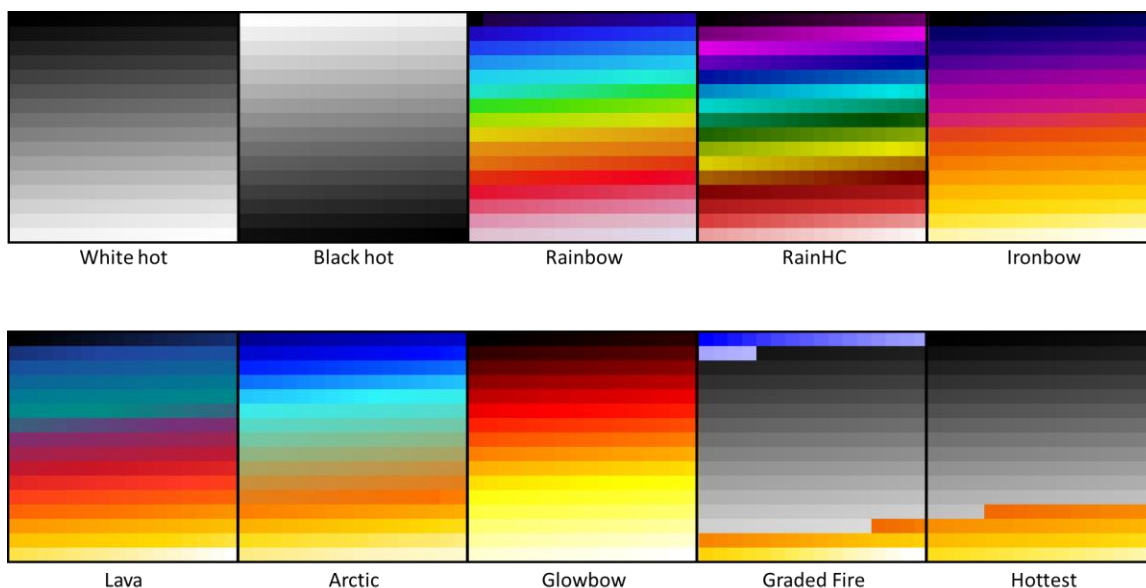 White hot
Black hot
Rainbow
RainHC
Ironbow
Lava
Arctic
Glowbow
Graded Fire
Hottest